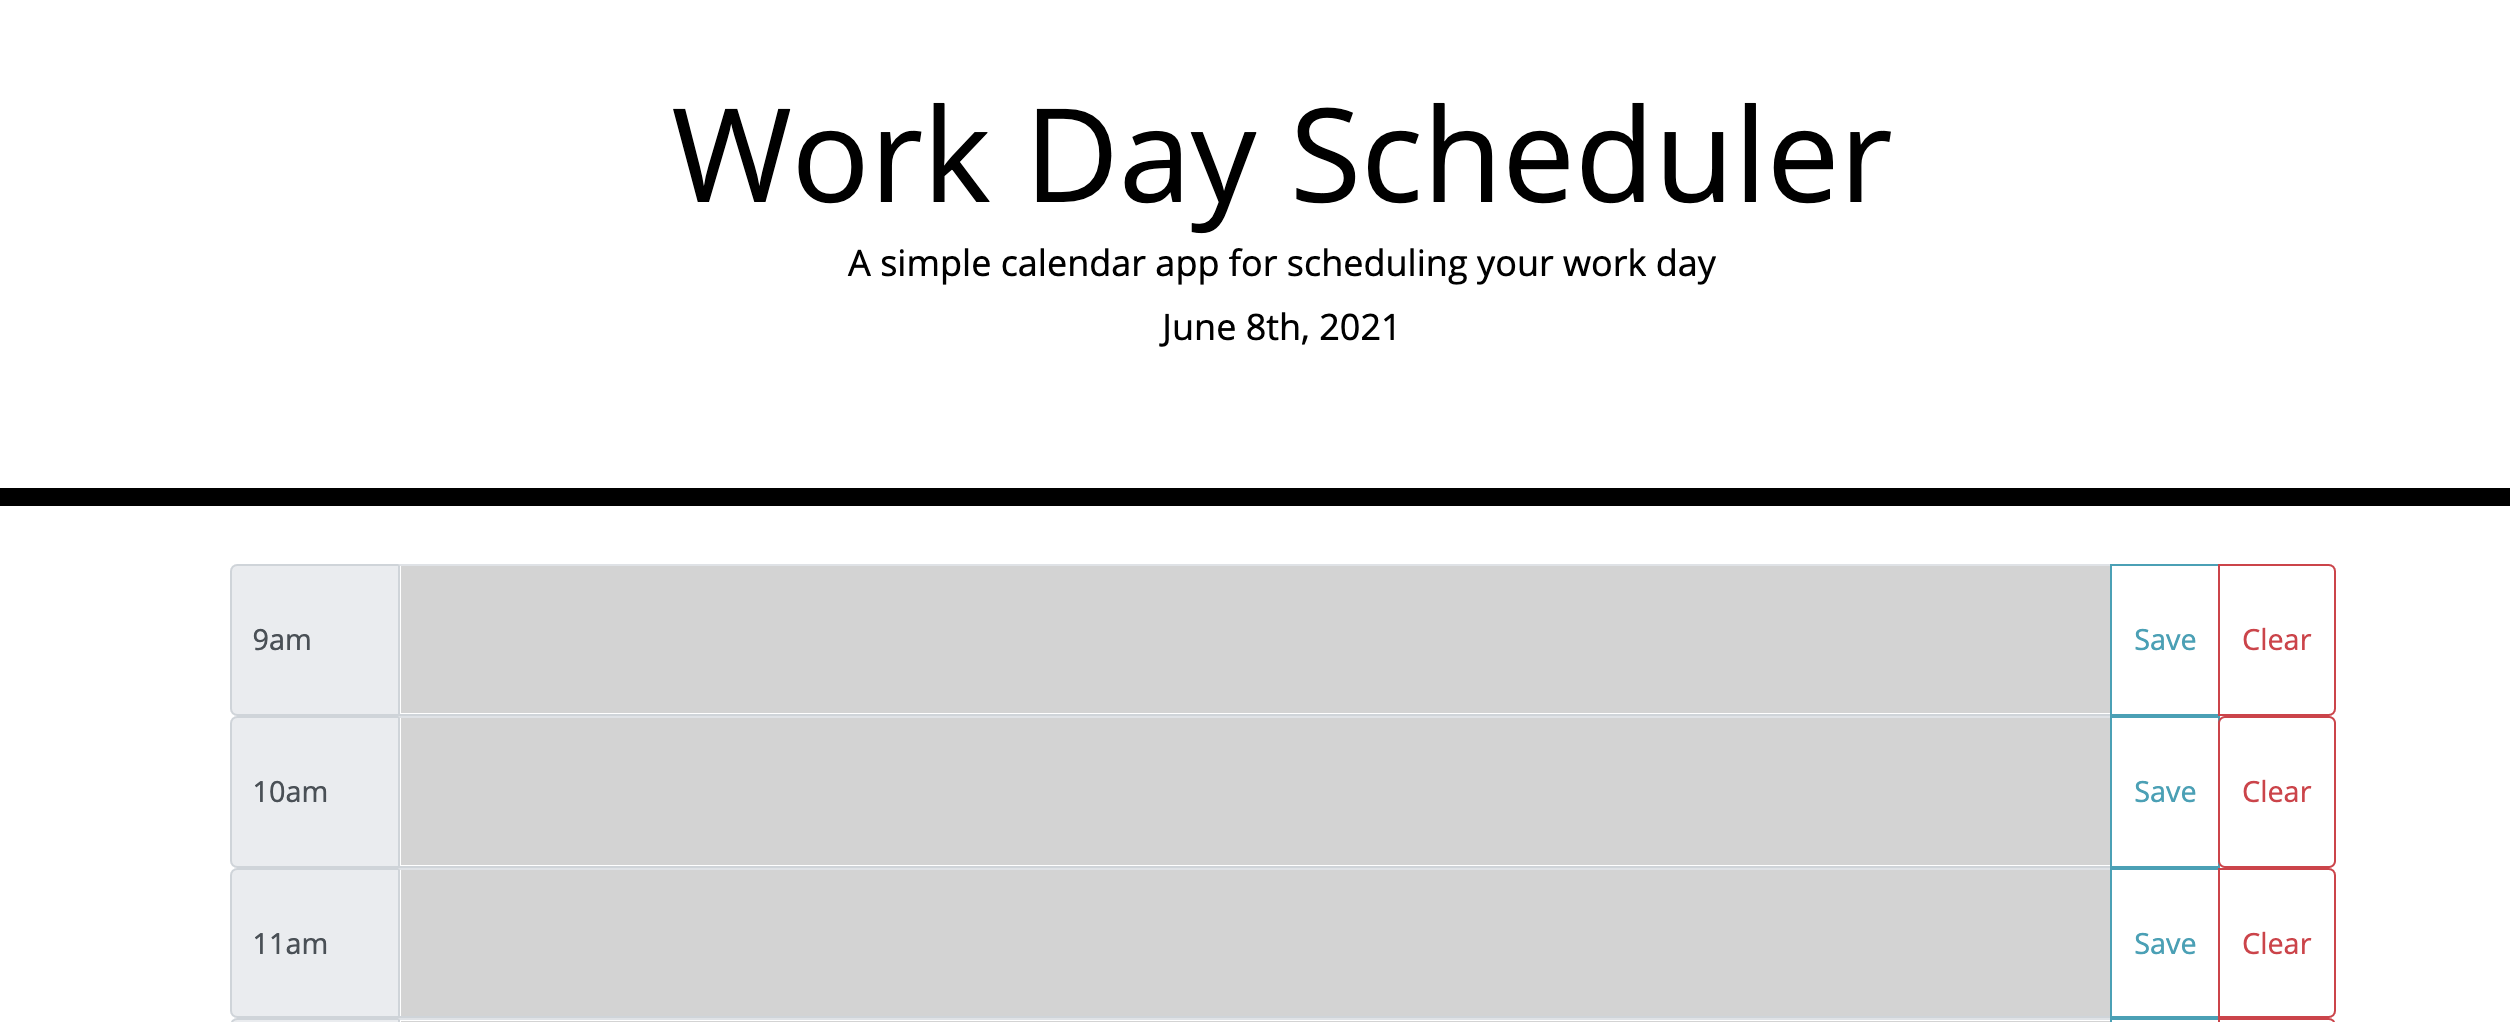 Work Day Scheduler
A simple calendar app for scheduling your work day
June 8th, 2021
9am Save Clear
10am Save Clear
11am Save Clear